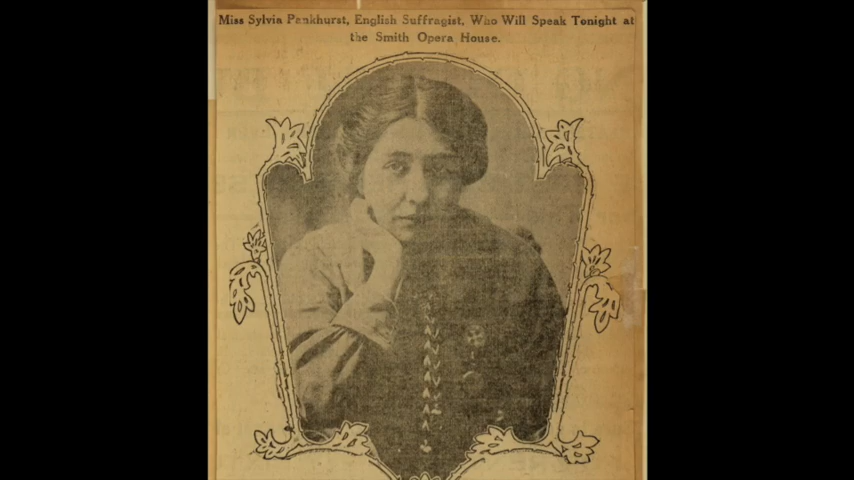 Miss Sylvia Pankhurst, English Suffragist, Who Will Speak Tonight at
the Smith Opera House.